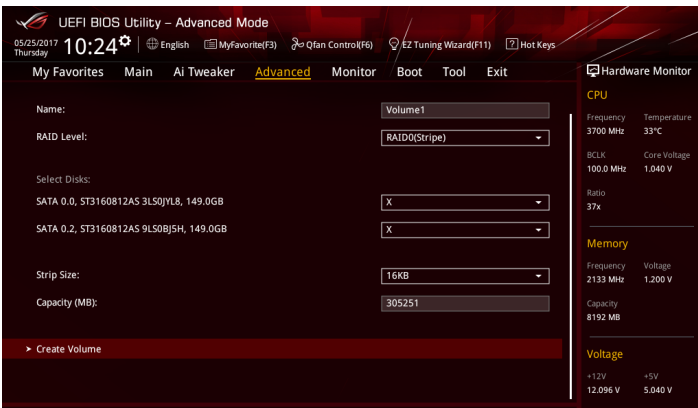 UEFI BIOS Utility – Advanced Mode
05/25/2017 Thursday 10:24 English MyFavorite(F3) Qfan Control(F6) EZ Tuning Wizard(F11) ? Hot Keys
My Favorites Main Ai Tweaker Advanced Monitor Boot Tool Exit
Name: Volume1
RAID Level: RAID0(Stripe)
Select Disks:
SATA 0.0, ST3160812AS 3LS0JYL8, 149.0GB X
SATA 0.2, ST3160812AS 9LS0BJ5H, 149.0GB X
Strip Size: 16KB
Capacity (MB): 305251
> Create Volume
Hardware Monitor
CPU
Frequency Temperature
3700 MHz 33°C
BCLK Core Voltage
100.0 MHz 1.040 V
Ratio
37x
Memory
Frequency Voltage
2133 MHz 1.200 V
Capacity
8192 MB
Voltage
+12V +5V
12.096 V 5.040 V